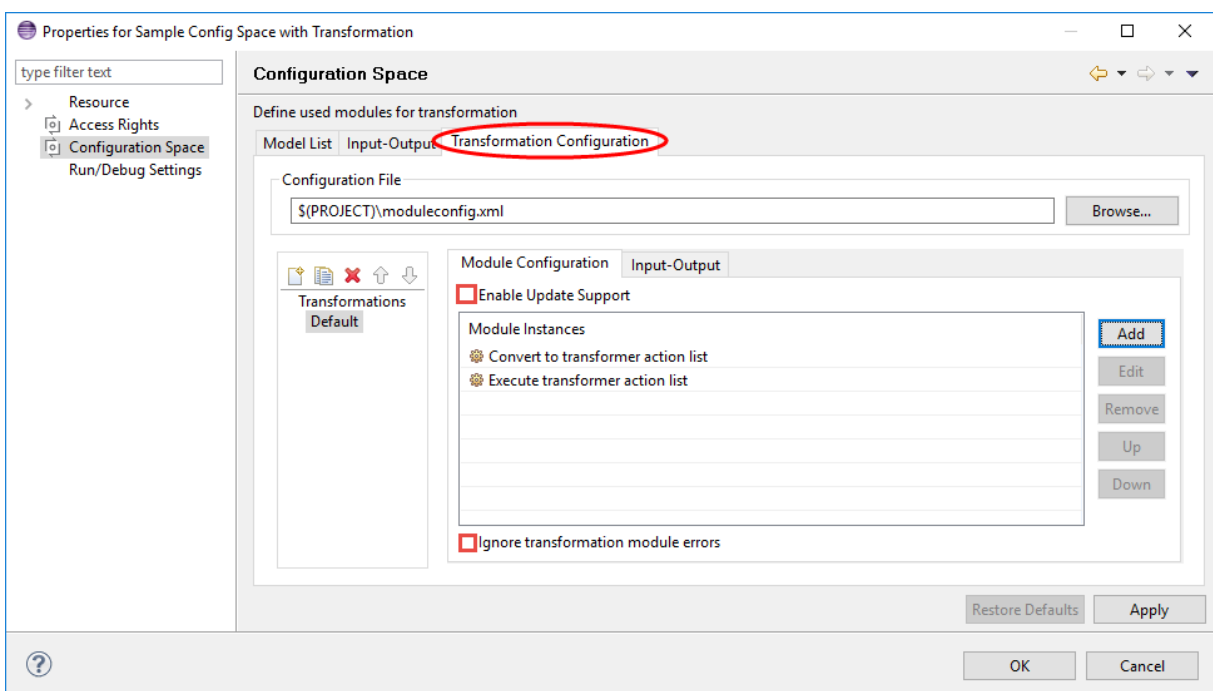 Properties for Sample Config Space with Transformation
type filter text
Resource
Access Rights
Configuration Space
Run/Debug Settings
Configuration Space
Define used modules for transformation
Model List Input-Output Transformation Configuration
Configuration File
$(PROJECT)\moduleconfig.xml Browse...
Transformations
Default
Module Configuration Input-Output
Enable Update Support
Module Instances
Convert to transformer action list
Execute transformer action list
Add
Edit
Remove
Up
Down
Ignore transformation module errors
Restore Defaults Apply
? OK Cancel